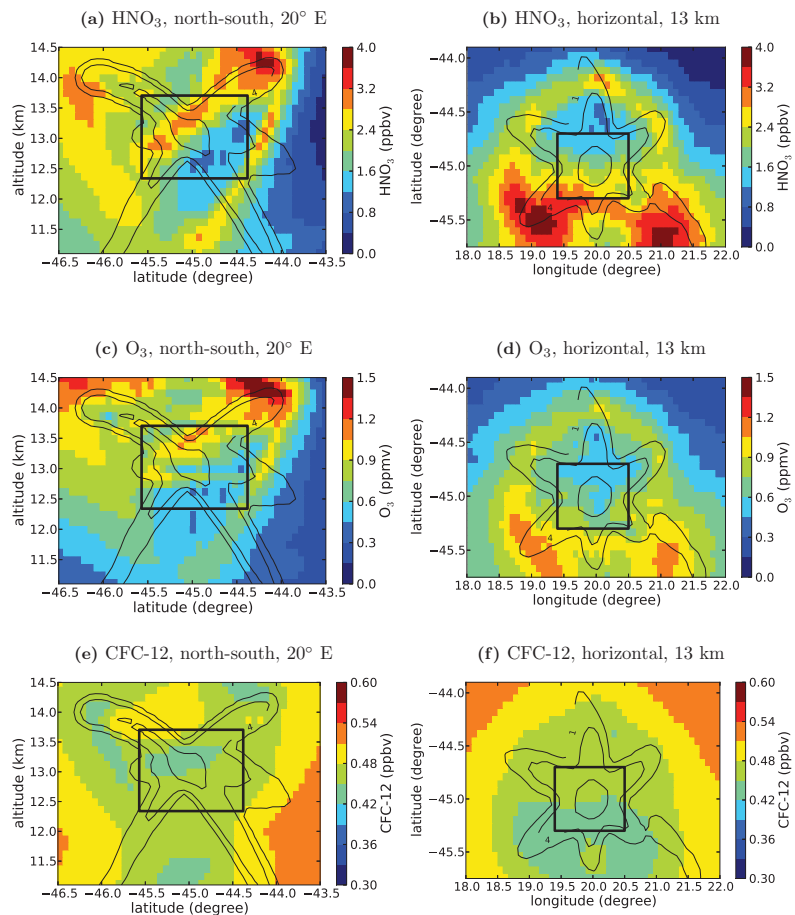 (a) HNO3, north-south, 20° E
14.5
14.0
13.5
13.0
12.5
12.0
11.5
altitude (km)
−46.5 −46.0 −45.5 −45.0 −44.5 −44.0 −43.5
latitude (degree)
4
4.0
3.2
2.4
1.6
0.8
0.0
HNO3 (ppbv)
(b) HNO3, horizontal, 13 km
−44.0
−44.5
−45.0
−45.5
latitude (degree)
18.0 18.5 19.0 19.5 20.0 20.5 21.0 21.5 22.0
longitude (degree)
1
4
4.0
3.2
2.4
1.6
0.8
0.0
HNO3 (ppbv)
(c) O3, north-south, 20° E
14.5
14.0
13.5
13.0
12.5
12.0
11.5
altitude (km)
−46.5 −46.0 −45.5 −45.0 −44.5 −44.0 −43.5
latitude (degree)
4
1.5
1.2
0.9
0.6
0.3
0.0
O3 (ppmv)
(d) O3, horizontal, 13 km
−44.0
−44.5
−45.0
−45.5
latitude (degree)
18.0 18.5 19.0 19.5 20.0 20.5 21.0 21.5 22.0
longitude (degree)
1
4
1.5
1.2
0.9
0.6
0.3
0.0
O3 (ppmv)
(e) CFC-12, north-south, 20° E
14.5
14.0
13.5
13.0
12.5
12.0
11.5
altitude (km)
−46.5 −46.0 −45.5 −45.0 −44.5 −44.0 −43.5
latitude (degree)
4
0.60
0.54
0.48
0.42
0.36
0.30
CFC-12 (ppbv)
(f) CFC-12, horizontal, 13 km
−44.0
−44.5
−45.0
−45.5
latitude (degree)
18.0 18.5 19.0 19.5 20.0 20.5 21.0 21.5 22.0
longitude (degree)
1
4
0.60
0.54
0.48
0.42
0.36
0.30
CFC-12 (ppbv)